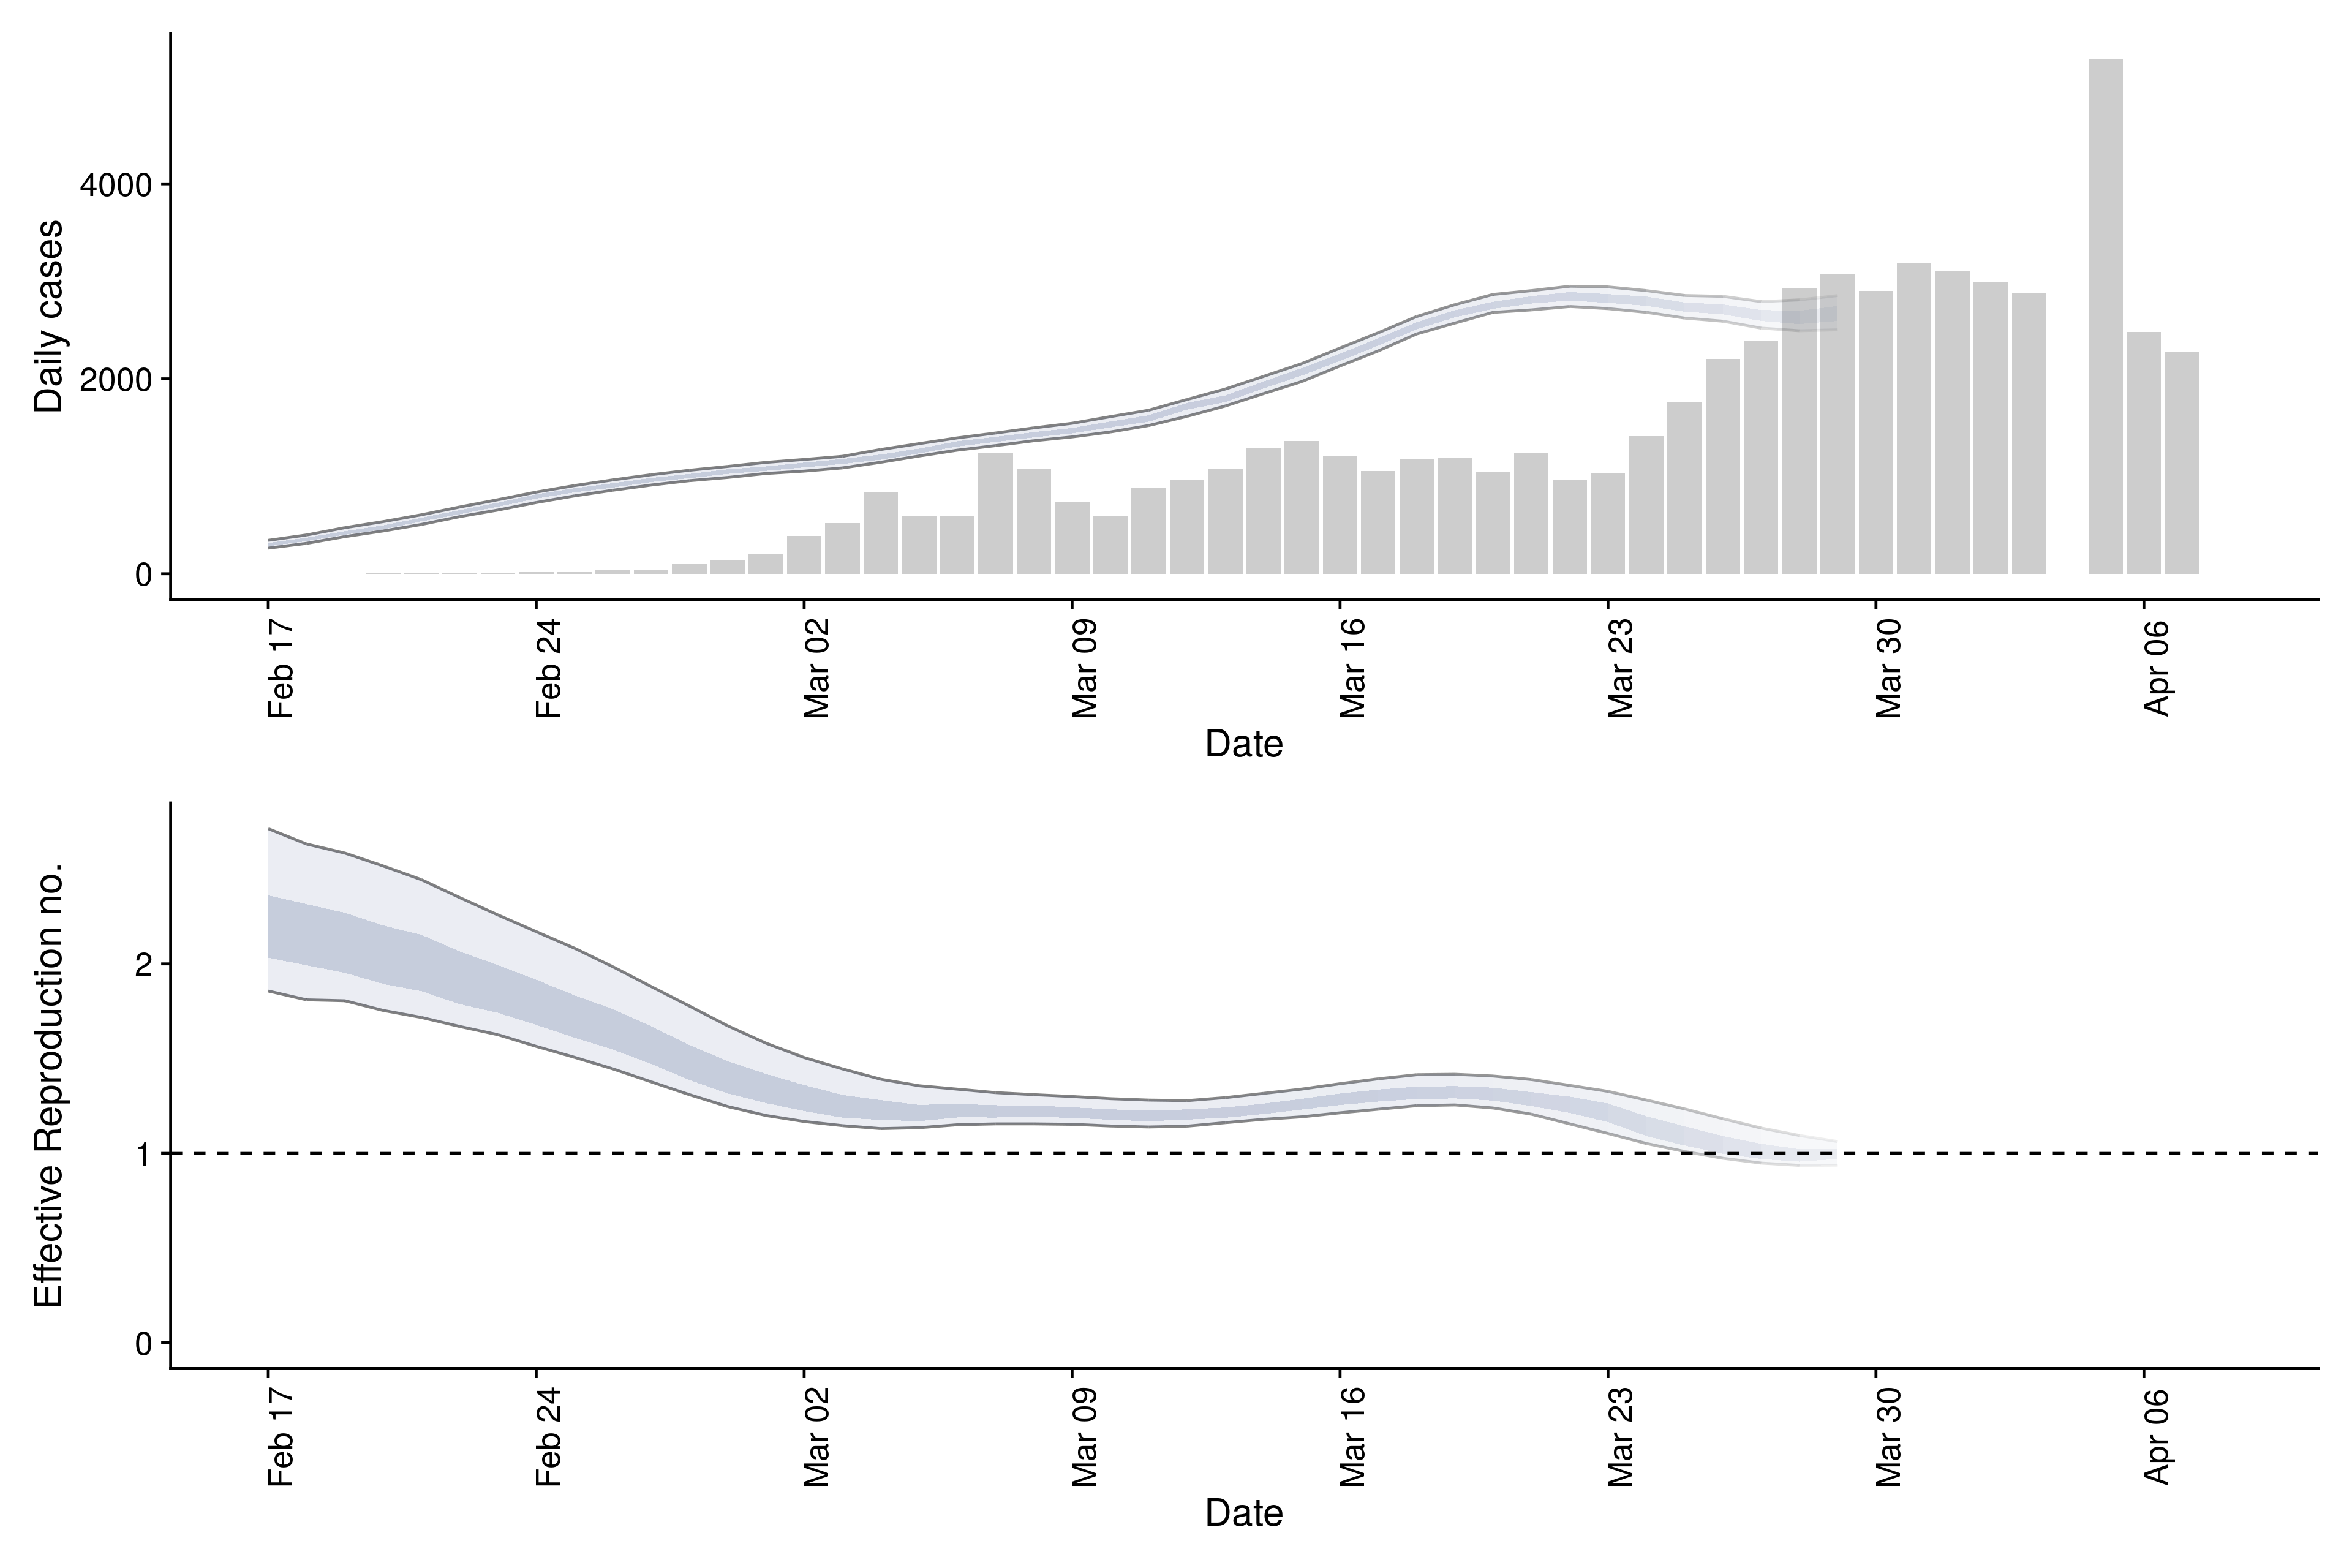 Daily cases
4000
2000
0
Feb 17
Feb 24
Mar 02
Mar 09
Mar 16
Mar 23
Mar 30
Apr 06
Date
Effective Reproduction no.
2
1
0
Feb 17
Feb 24
Mar 02
Mar 09
Mar 16
Mar 23
Mar 30
Apr 06
Date